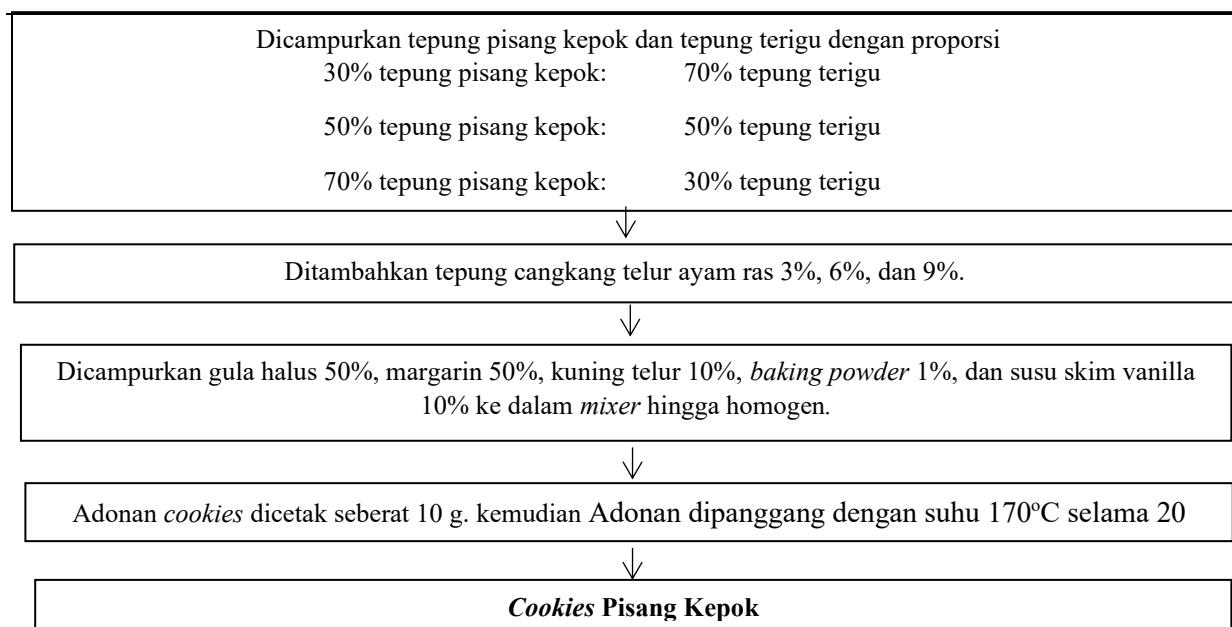 Dicampurkan tepung pisang kepok dan tepung terigu dengan proporsi
30% tepung pisang kepok: 70% tepung terigu
50% tepung pisang kepok: 50% tepung terigu
70% tepung pisang kepok: 30% tepung terigu
Ditambahkan tepung cangkang telur ayam ras 3%, 6%, dan 9%.
Dicampurkan gula halus 50%, margarin 50%, kuning telur 10%, baking powder 1%, dan susu skim vanilla
10% ke dalam mixer hingga homogen.
Adonan cookies dicetak seberat 10 g. kemudian Adonan dipanggang dengan suhu 170ºC selama 20
Cookies Pisang Kepok